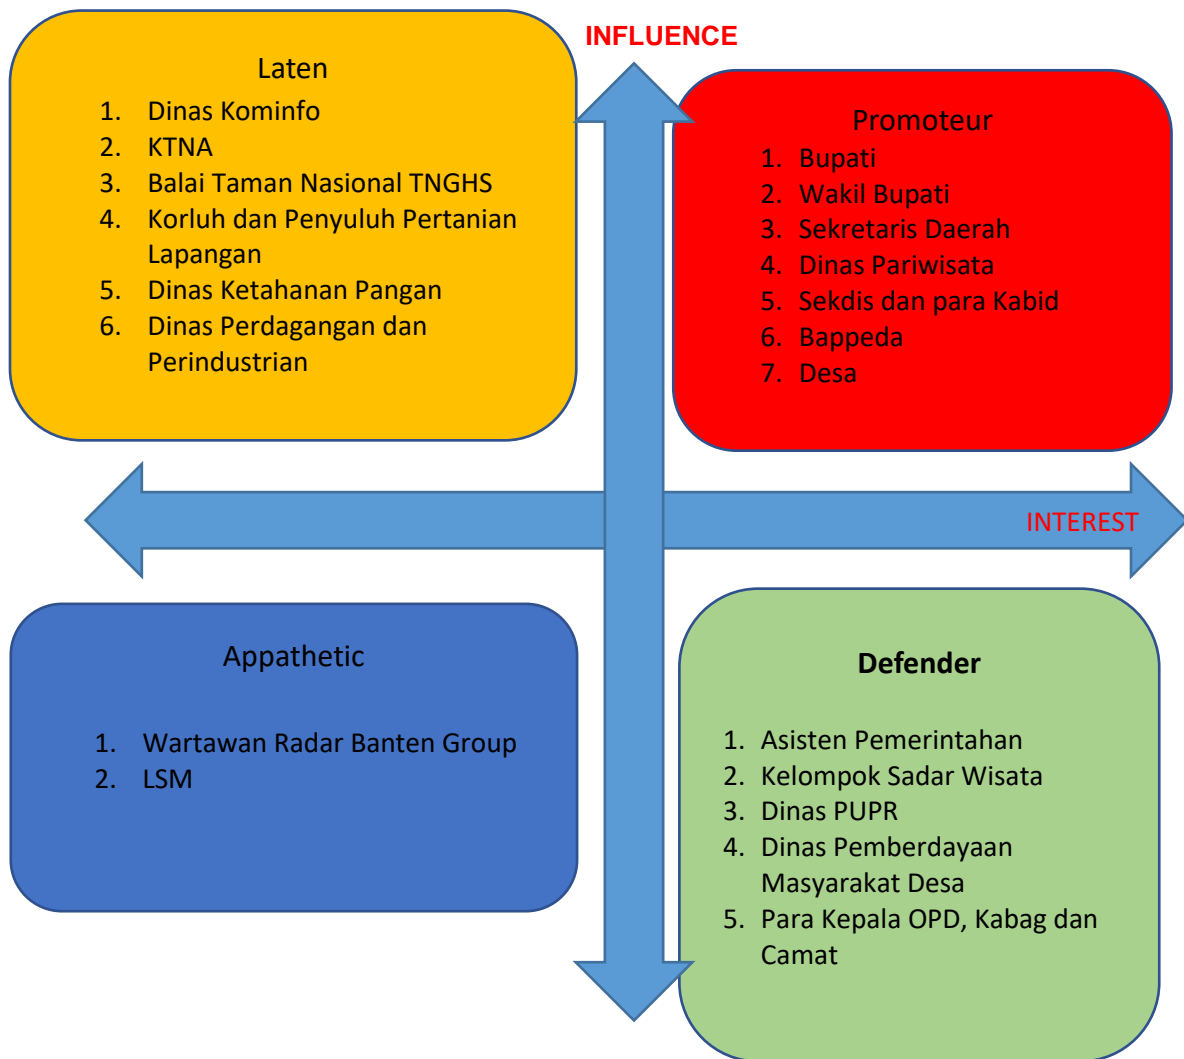 INFLUENCE
Laten
1. Dinas Kominfo
2. KTNA
3. Balai Taman Nasional TNGHS
4. Korluh dan Penyuluh Pertanian
Lapangan
5. Dinas Ketahanan Pangan
6. Dinas Perdagangan dan
Perindustrian
Promoteur
1. Bupati
2. Wakil Bupati
3. Sekretaris Daerah
4. Dinas Pariwisata
5. Sekdis dan para Kabid
6. Bappeda
7. Desa
INTEREST
Appathetic
1. Wartawan Radar Banten Group
2. LSM
Defender
1. Asisten Pemerintahan
2. Kelompok Sadar Wisata
3. Dinas PUPR
4. Dinas Pemberdayaan
Masyarakat Desa
5. Para Kepala OPD, Kabag dan
Camat